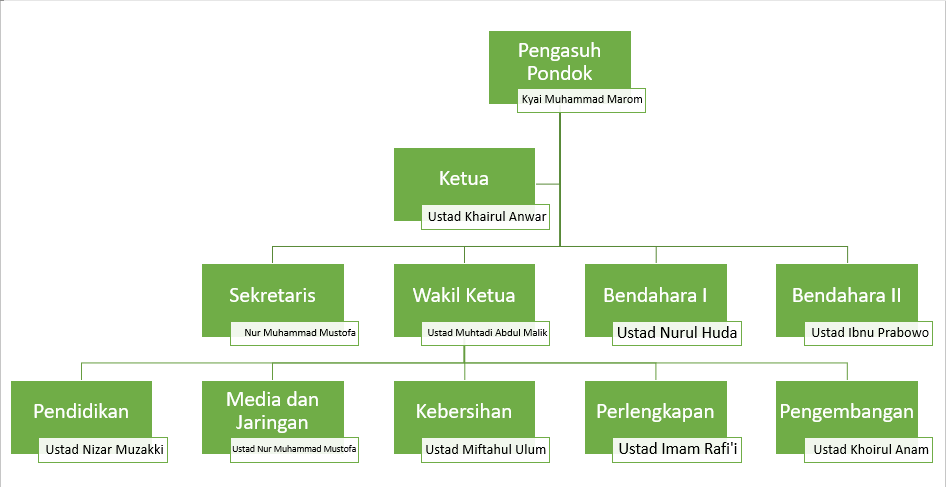 Pengasuh
Pondok
Kyai Muhammad Marom
Ketua
Ustad Khairul Anwar
Sekretaris
Nur Muhammad Mustofa
Wakil Ketua
Ustad Muhtadi Abdul Malik
Bendahara I
Ustad Nurul Huda
Bendahara II
Ustad Ibnu Prabowo
Pendidikan
Ustad Nizar Muzakki
Media dan
Jaringan
Ustad Nur Muhammad Mustofa
Kebersihan
Ustad Miftahul Ulum
Perlengkapan
Ustad Imam Rafi'i
Pengembangan
Ustad Khoirul Anam